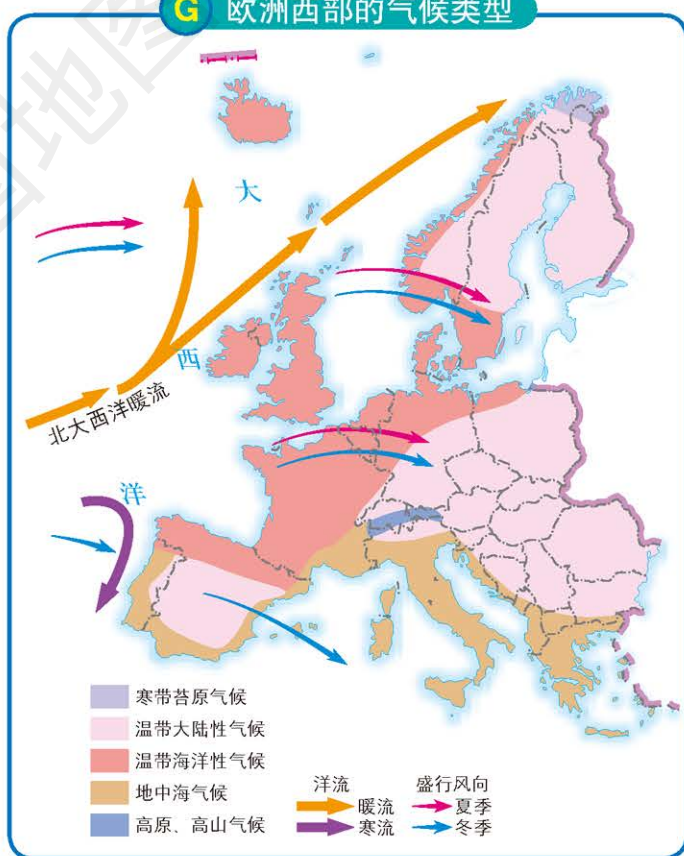 G 欧洲西部的气候类型
大
西
洋
北大西洋暖流
寒带苔原气候
温带大陆性气候
温带海洋性气候
地中海气候
高原、高山气候
洋流
暖流
寒流
盛行风向
夏季
冬季
地图